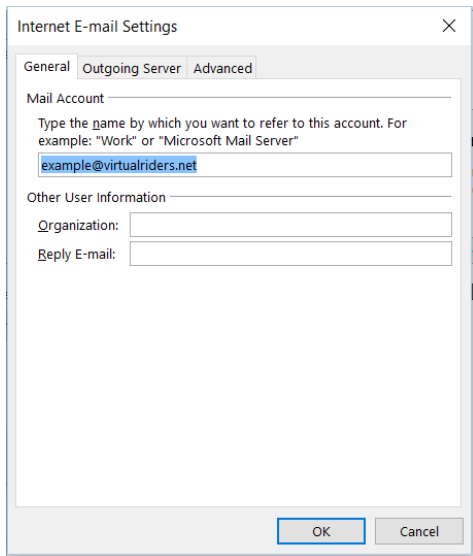 Internet E-mail Settings
General Outgoing Server Advanced
Mail Account
Type the name by which you want to refer to this account. For
example: "Work" or "Microsoft Mail Server"
example@virtualriders.net
Other User Information
Organization:
Reply E-mail:
OK Cancel